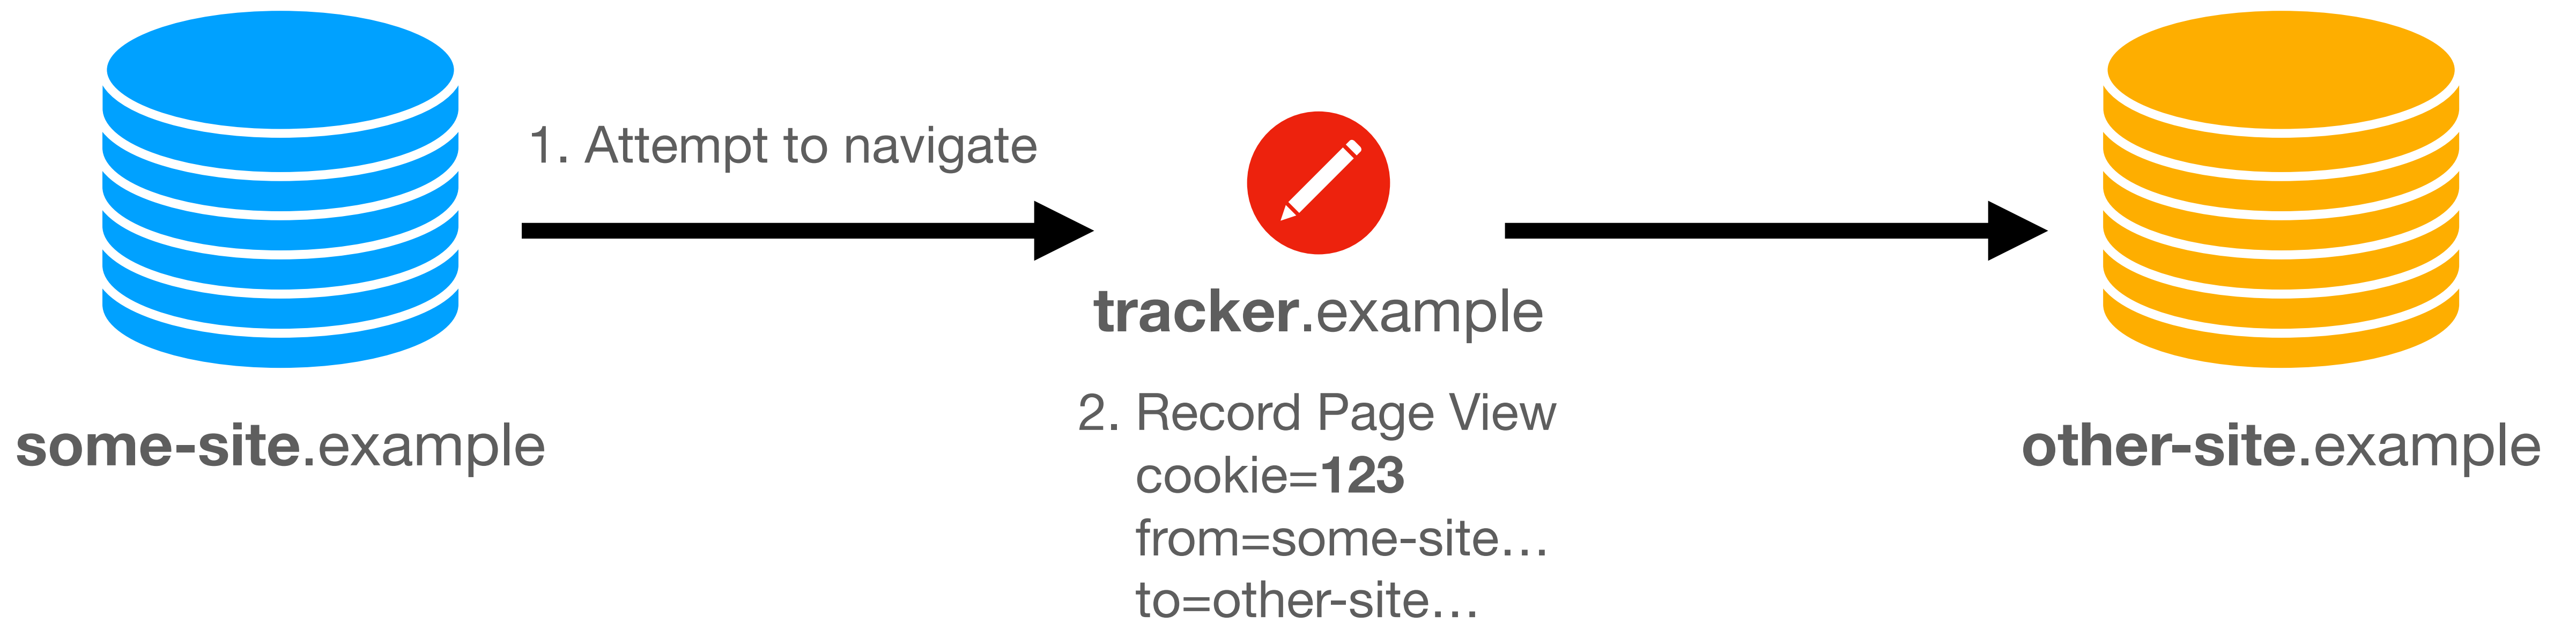 1. Attempt to navigate
tracker.example
some-site.example
other-site.example
2. Record Page View
cookie=123
from=some-site…
to=other-site…